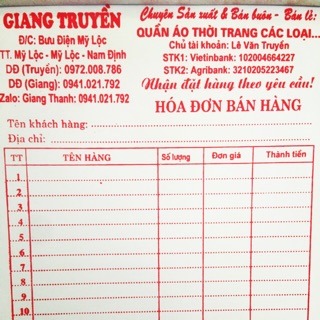 GIANG TRUYỀN
Đ/C: Bưu Điện Mỹ Lộc
TT. Mỹ Lộc - Mỹ Lộc - Nam Định
DĐ (Truyền): 0972.008.786
DĐ (Giang): 0941.021.792
Zalo: Giang Thanh: 0941.021.792
Chuyên Sản xuất & Bán buôn - Bán lẻ:
QUẦN ÁO THỜI TRANG CÁC LOẠI...
Chủ tài khoản: Lê Văn Truyền
STK1: Vietinbank: 102004664227
STK2: Agribank: 3210205223467
Nhận đặt hàng theo yêu cầu!
HÓA ĐƠN BÁN HÀNG
Tên khách hàng:
Địa chỉ:
TT TÊN HÀNG Số lượng Đơn giá Thành tiền
1
2
3
4
5
6
7
8
9
10